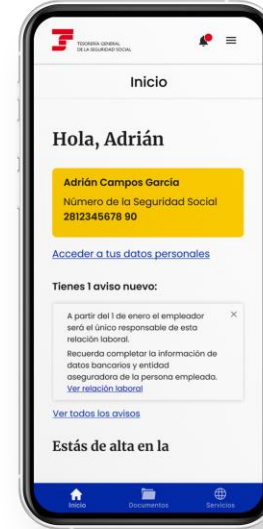 TESORERÍA GENERAL
DE LA SEGURIDAD SOCIAL
Inicio
Hola, Adrián
Adrián Campos García
Número de la Seguridad Social
2812345678 90
Acceder a tus datos personales
Tienes 1 aviso nuevo:
A partir del 1 de enero el empleador
será el único responsable de esta
relación laboral.
Recuerda completar la información de
datos bancarios y entidad
aseguradora de la persona empleada.
Ver relación laboral
Ver todos los avisos
Estás de alta en la
Inicio
Documentos
Servicios